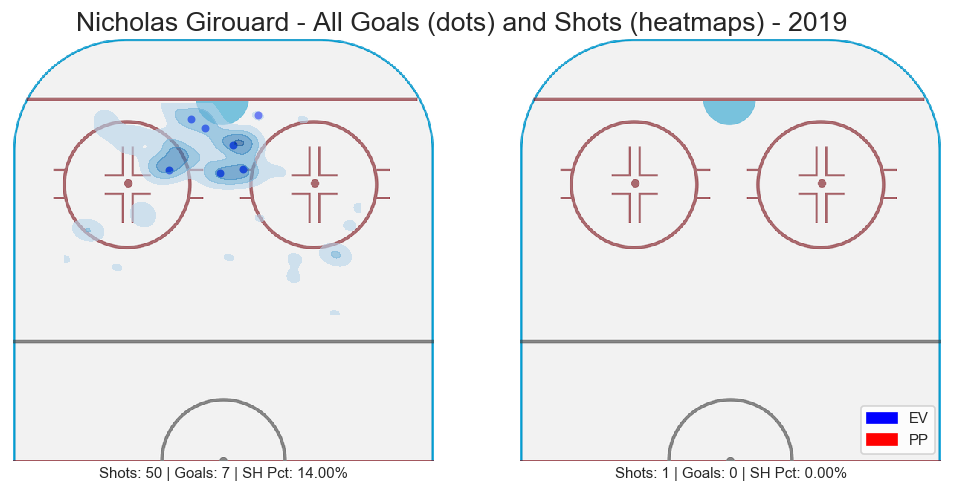 Nicholas Girouard - All Goals (dots) and Shots (heatmaps) - 2019
EV
PP
Shots: 50 | Goals: 7 | SH Pct: 14.00%
Shots: 1 | Goals: 0 | SH Pct: 0.00%